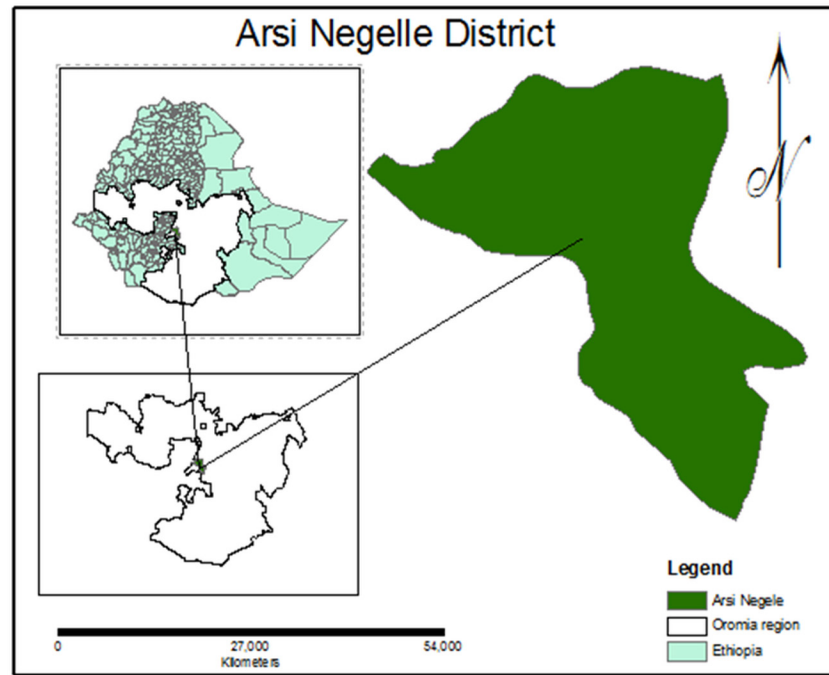 Arsi Negelle District
N
Legend
Arsi Negele
Oromia region
Ethiopia
0 27,000 54,000
Kilometers